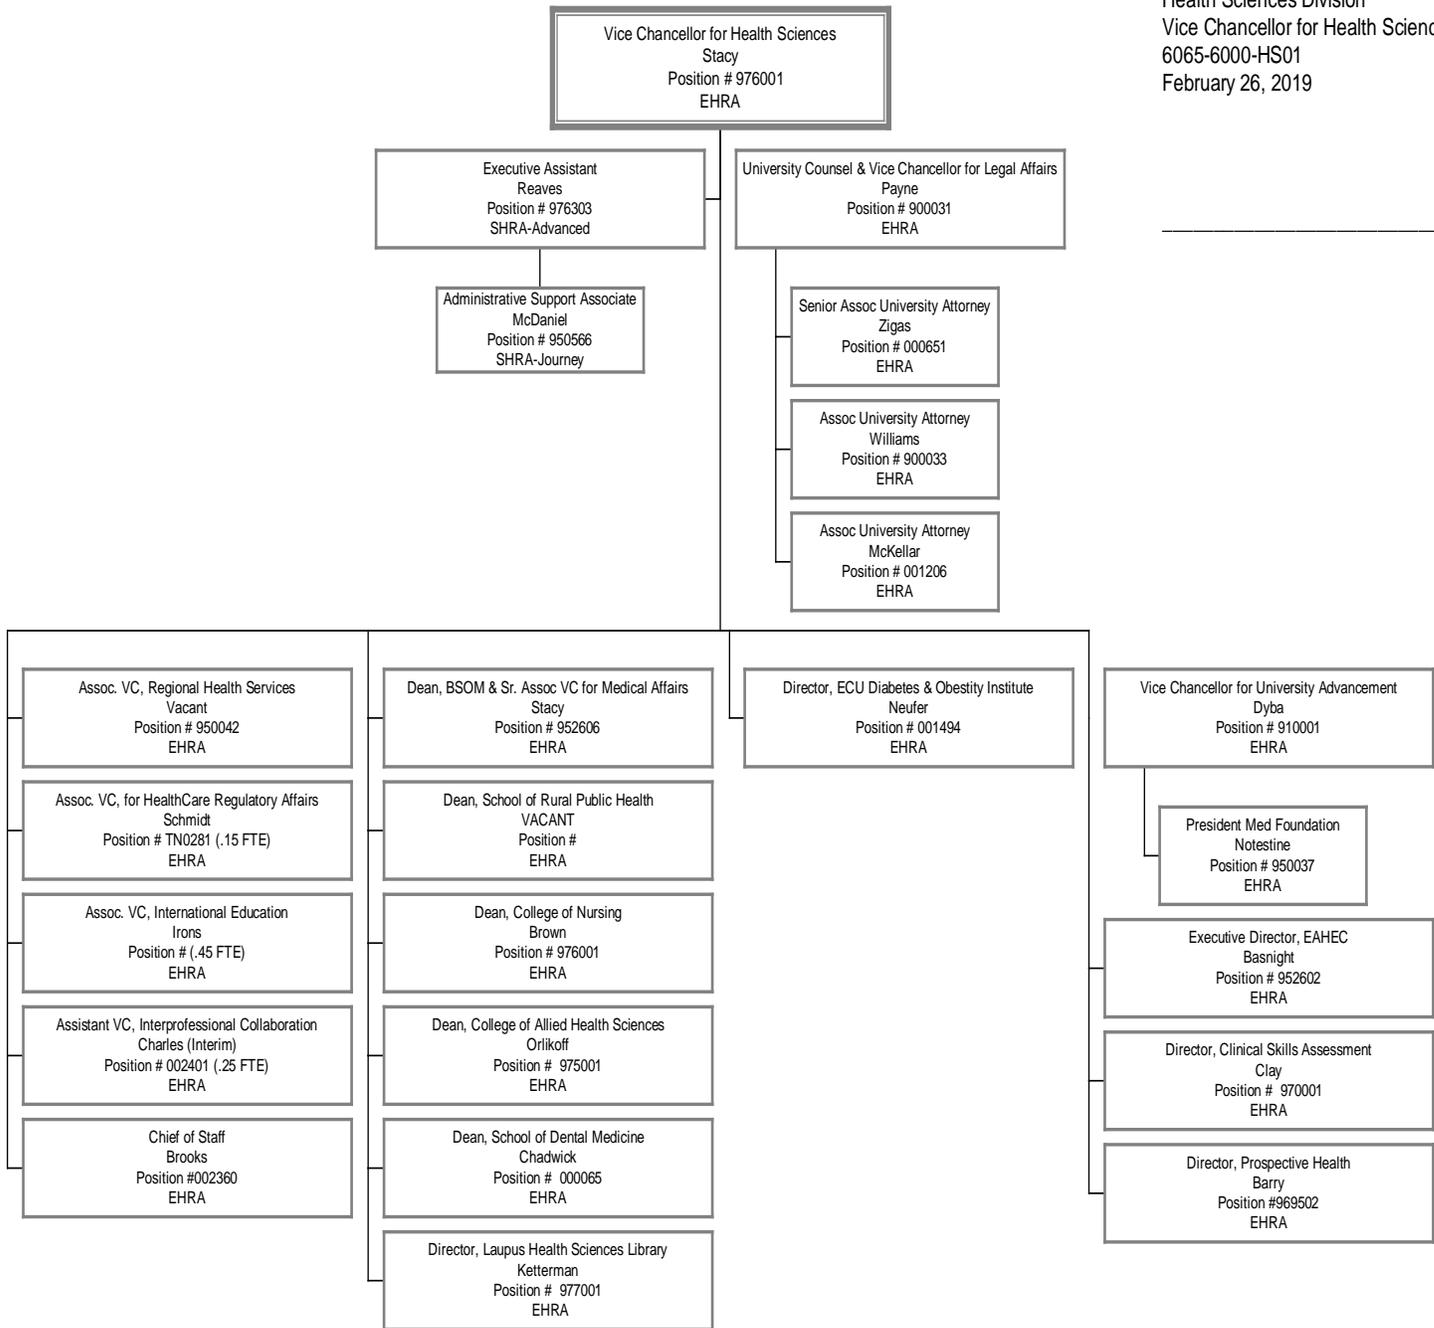 Health Sciences Division
Vice Chancellor for Health Scienc
6065-6000-HS01
February 26, 2019
Vice Chancellor for Health Sciences
Stacy
Position # 976001
EHRA
Executive Assistant
Reaves
Position # 976303
SHRA-Advanced
University Counsel & Vice Chancellor for Legal Affairs
Payne
Position # 900031
EHRA
Administrative Support Associate
McDaniel
Position # 950566
SHRA-Journey
Senior Assoc University Attorney
Zigas
Position # 000651
EHRA
Assoc University Attorney
Williams
Position # 900033
EHRA
Assoc University Attorney
McKellar
Position # 001206
EHRA
Assoc. VC, Regional Health Services
Vacant
Position # 950042
EHRA
Assoc. VC, for HealthCare Regulatory Affairs
Schmidt
Position # TN0281 (.15 FTE)
EHRA
Assoc. VC, International Education
Irons
Position # (.45 FTE)
EHRA
Assistant VC, Interprofessional Collaboration
Charles (Interim)
Position # 002401 (.25 FTE)
EHRA
Chief of Staff
Brooks
Position #002360
EHRA
Dean, BSOM & Sr. Assoc VC for Medical Affairs
Stacy
Position # 952606
EHRA
Dean, School of Rural Public Health
VACANT
Position #
EHRA
Dean, College of Nursing
Brown
Position # 976001
EHRA
Dean, College of Allied Health Sciences
Orlikoff
Position # 975001
EHRA
Dean, School of Dental Medicine
Chadwick
Position # 000065
EHRA
Director, Laupus Health Sciences Library
Ketterman
Position # 977001
EHRA
Director, ECU Diabetes & Obestity Institute
Neufer
Position # 001494
EHRA
Vice Chancellor for University Advancement
Dyba
Position # 910001
EHRA
President Med Foundation
Notestine
Position # 950037
EHRA
Executive Director, EAHEC
Basnight
Position # 952602
EHRA
Director, Clinical Skills Assessment
Clay
Position # 970001
EHRA
Director, Prospective Health
Barry
Position #969502
EHRA